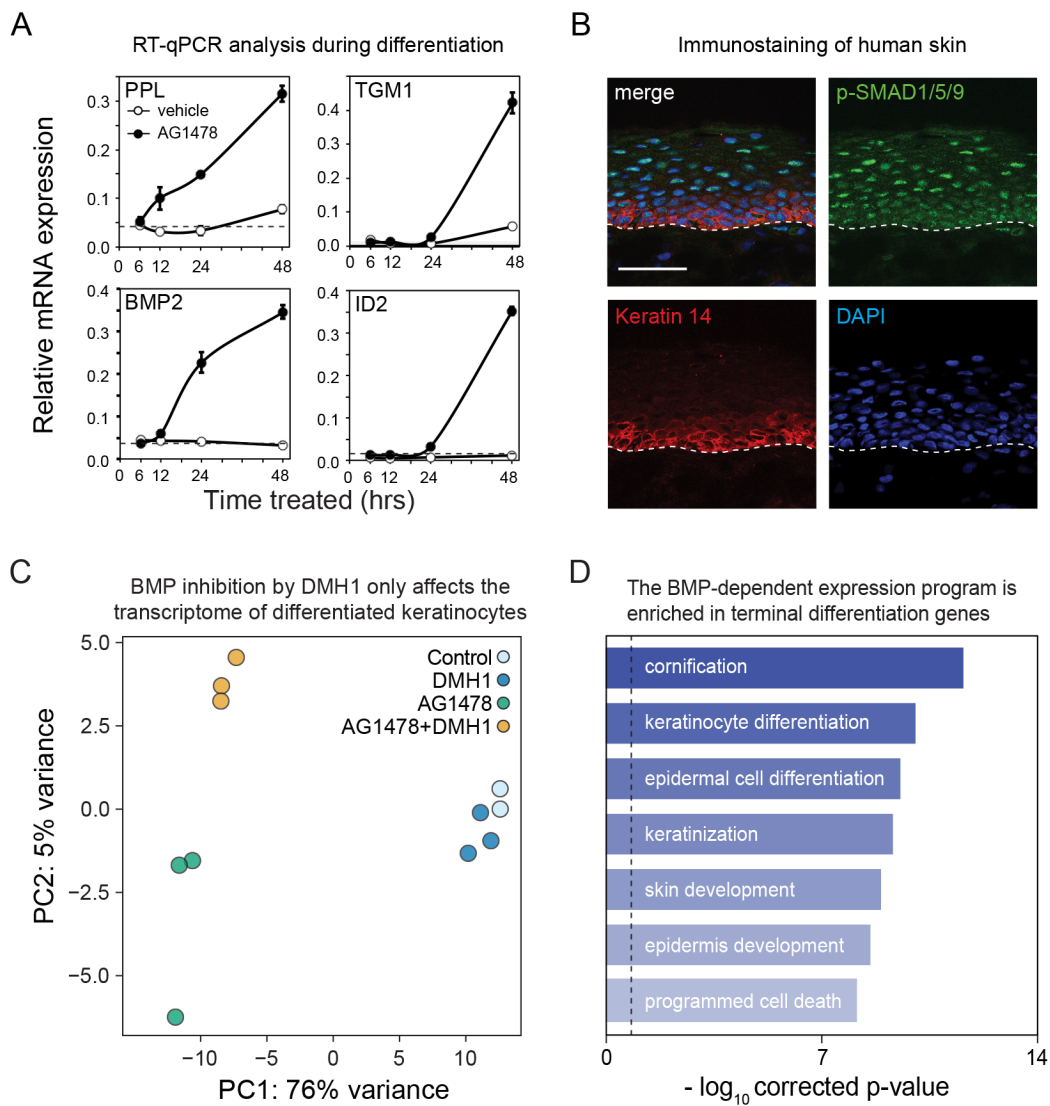 A
RT-qPCR analysis during differentiation
Relative mRNA expression
PPL
vehicle
AG1478
0.3
0.2
0.1
0.0
0 6 12 24 48
TGM1
0.4
0.3
0.2
0.1
0.0
0 6 12 24 48
BMP2
0.4
0.3
0.2
0.1
0.0
0 6 12 24 48
ID2
0.4
0.3
0.2
0.1
0.0
0 6 12 24 48
Time treated (hrs)
B
Immunostaining of human skin
merge
p-SMAD1/5/9
Keratin 14
DAPI
C
BMP inhibition by DMH1 only affects the
transcriptome of differentiated keratinocytes
PC2: 5% variance
5.0
2.5
0.0
−2.5
−5.0
Control
DMH1
AG1478
AG1478+DMH1
−10 −5 0 5 10
PC1: 76% variance
D
The BMP-dependent expression program is
enriched in terminal differentiation genes
cornification
keratinocyte differentiation
epidermal cell differentiation
keratinization
skin development
epidermis development
programmed cell death
0 7 14
- log10 corrected p-value